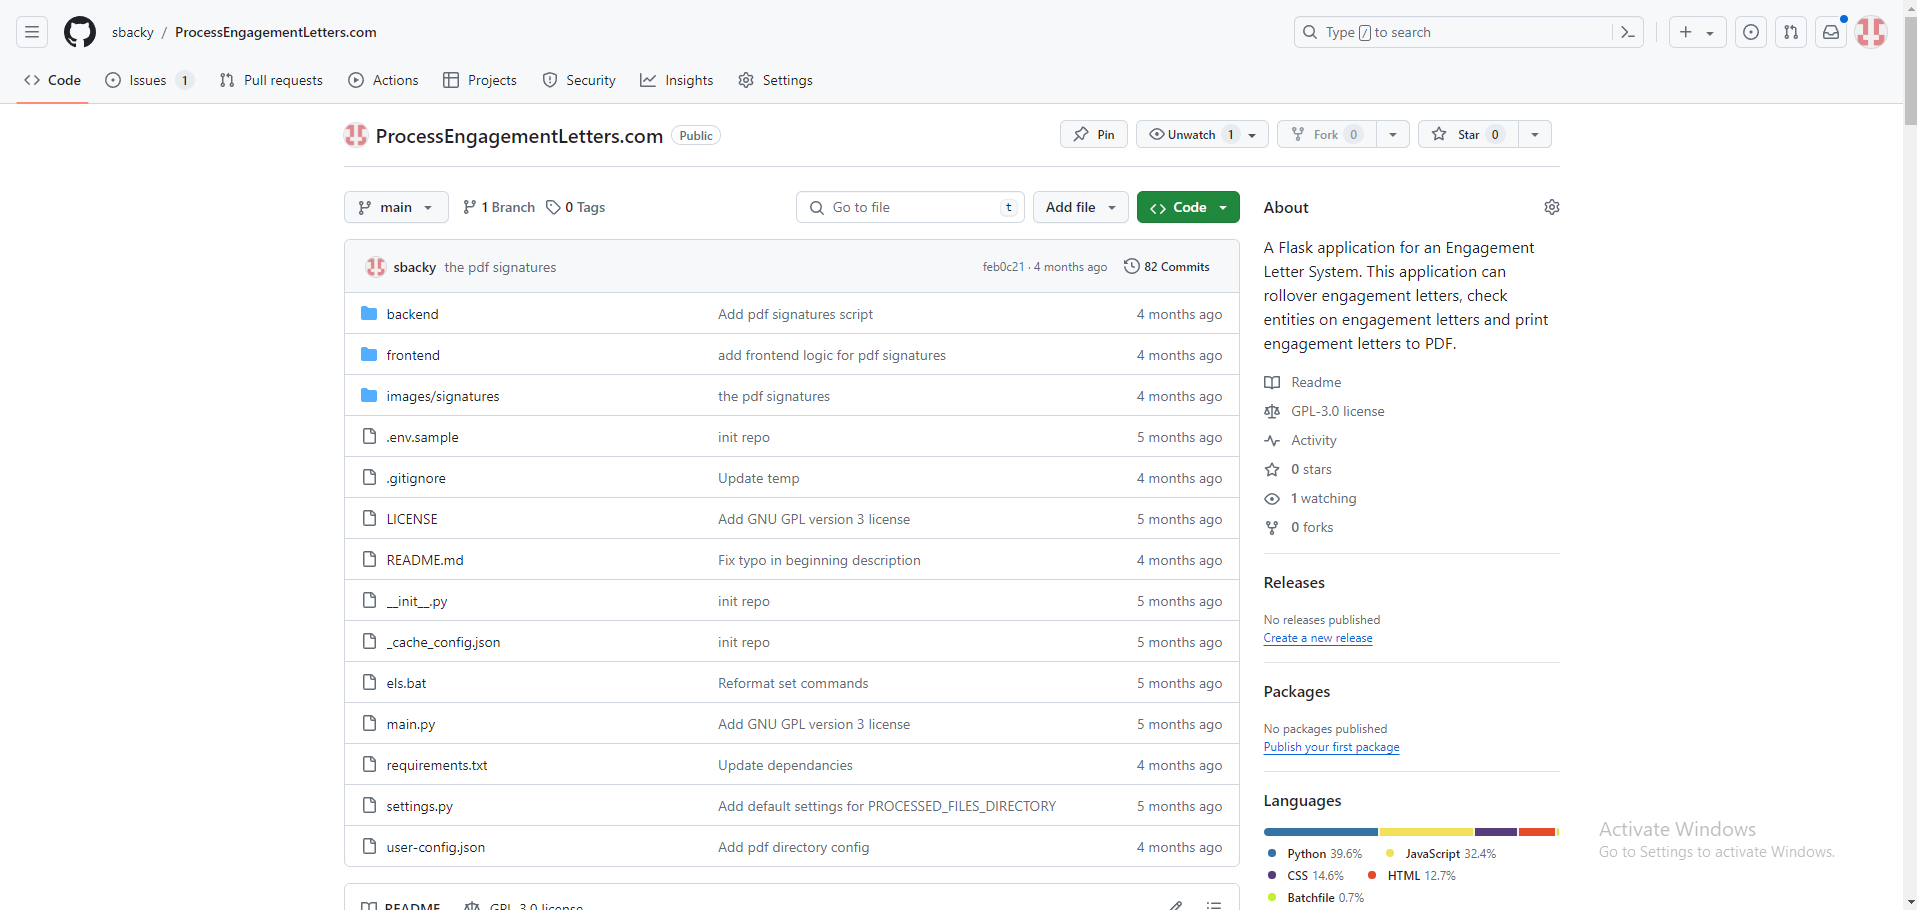 sbacky / ProcessEngagementLetters.com
Type / to search
Code
Issues 1
Pull requests
Actions
Projects
Security
Insights
Settings
ProcessEngagementLetters.com Public
Pin
Unwatch 1
Fork 0
Star 0
main
1 Branch
0 Tags
Go to file t
Add file
Code
sbacky the pdf signatures feb0c21 · 4 months ago 82 Commits
backend Add pdf signatures script 4 months ago
frontend add frontend logic for pdf signatures 4 months ago
images/signatures the pdf signatures 4 months ago
.env.sample init repo 5 months ago
.gitignore Update temp 4 months ago
LICENSE Add GNU GPL version 3 license 5 months ago
README.md Fix typo in beginning description 4 months ago
__init__.py init repo 5 months ago
_cache_config.json init repo 5 months ago
els.bat Reformat set commands 5 months ago
main.py Add GNU GPL version 3 license 5 months ago
requirements.txt Update dependancies 4 months ago
settings.py Add default settings for PROCESSED_FILES_DIRECTORY 5 months ago
user-config.json Add pdf directory config 4 months ago
README
GPL-3.0 license
About
A Flask application for an Engagement
Letter System. This application can
rollover engagement letters, check
entities on engagement letters and print
engagement letters to PDF.
Readme
GPL-3.0 license
Activity
0 stars
1 watching
0 forks
Releases
No releases published
Create a new release
Packages
No packages published
Publish your first package
Languages
Python 39.6%
JavaScript 32.4%
CSS 14.6%
HTML 12.7%
Batchfile 0.7%
Activate Windows
Go to Settings to activate Windows.